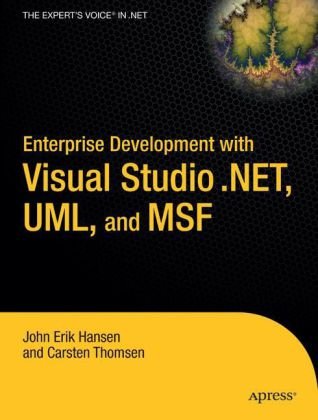 THE EXPERT'S VOICE® IN .NET
Enterprise Development with
Visual Studio .NET,
UML, and MSF
John Erik Hansen
and Carsten Thomsen
Apress®